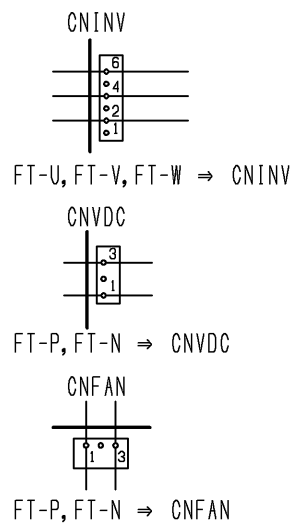 CNINV
6
4
2
1
FT-U,FT-V,FT-W ⇒ CNINV
CNVDC
3
1
FT-P,FT-N ⇒ CNVDC
CNFAN
1 3
FT-P,FT-N ⇒ CNFAN